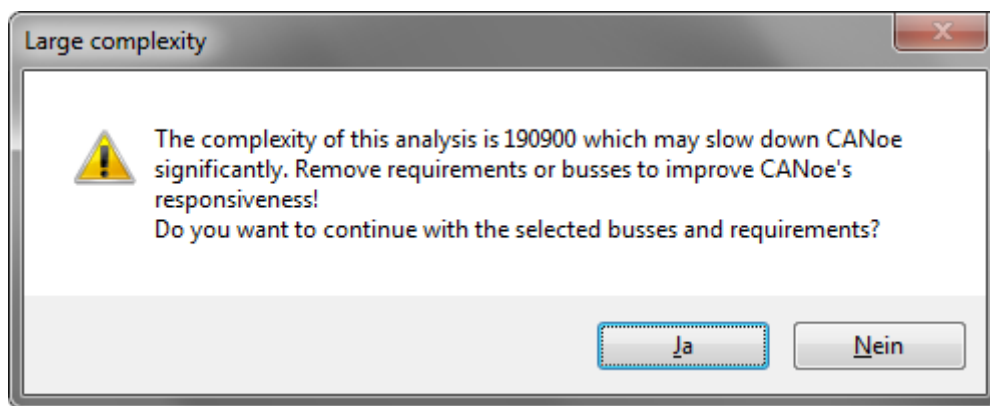 Large complexity
The complexity of this analysis is 190900 which may slow down CANoe
significantly. Remove requirements or busses to improve CANoe's
responsiveness!
Do you want to continue with the selected busses and requirements?
Ja
Nein